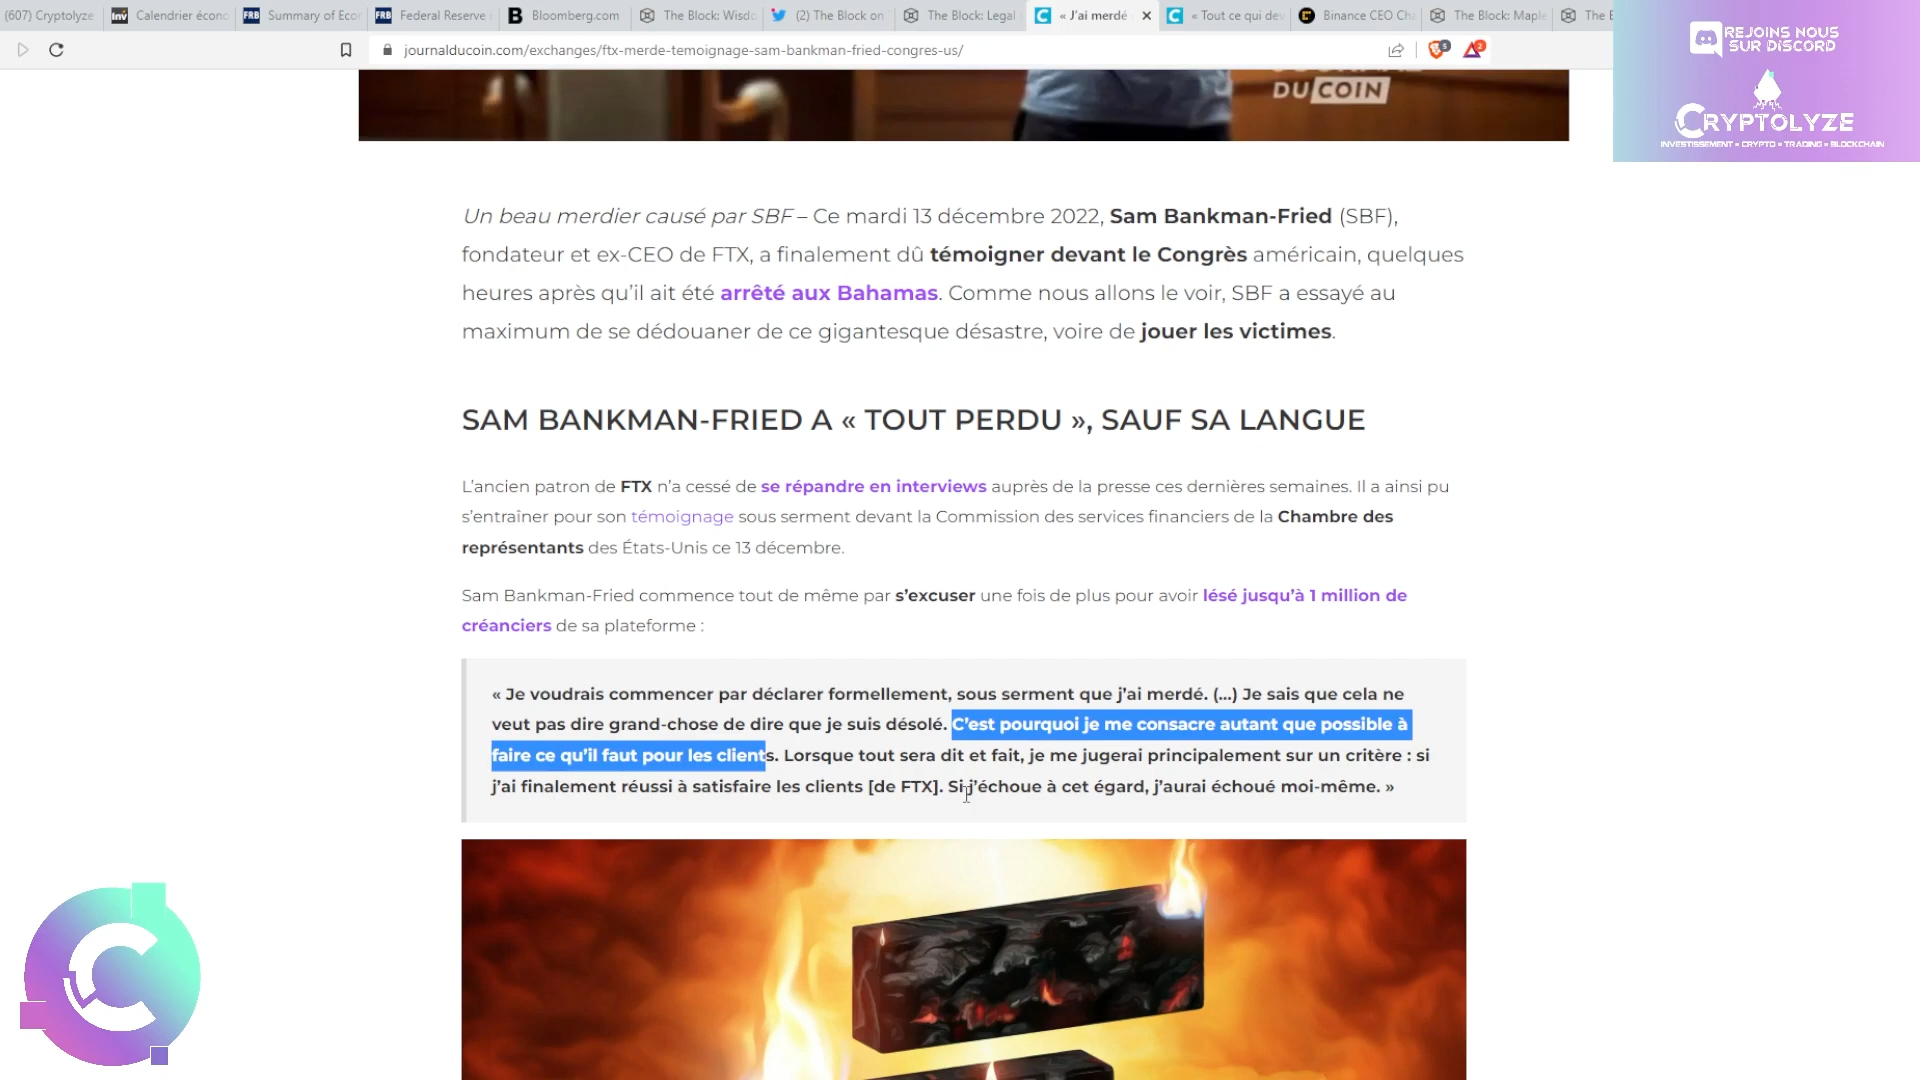 (607) Cryptolyze
Calendrier écono
Summary of Econ
Federal Reserve
Bloomberg.com
The Block: Wisdo
(2) The Block on
The Block: Legal
« J'ai merdé
« Tout ce qui dev
Binance CEO Cha
The Block: Maple
The B
journalducoin.com/exchanges/ftx-merde-temoignage-sam-bankman-fried-congres-us/
5
2
REJOINS NOUS
SUR DISCORD
CRYPTOLYZE
INVESTISSEMENT • CRYPTO • TRADING • BLOCKCHAIN
DU COIN
Un beau merdier causé par SBF – Ce mardi 13 décembre 2022, Sam Bankman-Fried (SBF),
fondateur et ex-CEO de FTX, a finalement dû témoigner devant le Congrès américain, quelques
heures après qu'il ait été arrêté aux Bahamas. Comme nous allons le voir, SBF a essayé au
maximum de se dédouaner de ce gigantesque désastre, voire de jouer les victimes.
SAM BANKMAN-FRIED A « TOUT PERDU », SAUF SA LANGUE
L'ancien patron de FTX n'a cessé de se répandre en interviews auprès de la presse ces dernières semaines. Il a ainsi pu
s'entraîner pour son témoignage sous serment devant la Commission des services financiers de la Chambre des
représentants des États-Unis ce 13 décembre.
Sam Bankman-Fried commence tout de même par s'excuser une fois de plus pour avoir lésé jusqu'à 1 million de
créanciers de sa plateforme :
« Je voudrais commencer par déclarer formellement, sous serment que j'ai merdé. (…) Je sais que cela ne
veut pas dire grand-chose de dire que je suis désolé. C'est pourquoi je me consacre autant que possible à
faire ce qu'il faut pour les clients. Lorsque tout sera dit et fait, je me jugerai principalement sur un critère : si
j'ai finalement réussi à satisfaire les clients [de FTX]. Si j'échoue à cet égard, j'aurai échoué moi-même. »